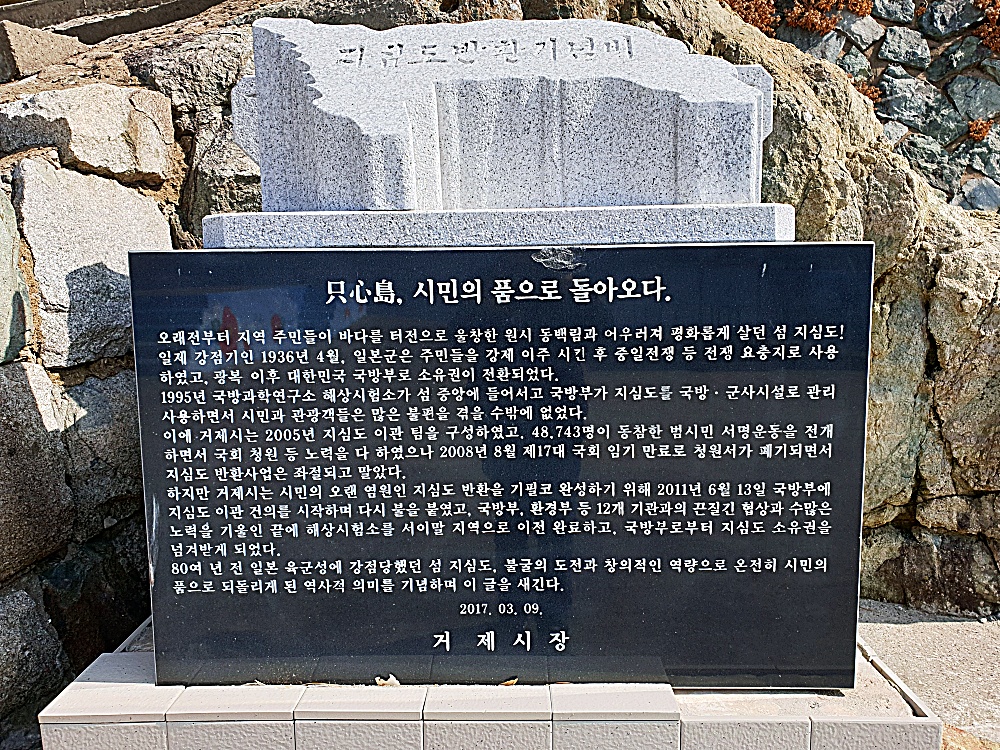 지심도반환기념비
只心島, 시민의 품으로 돌아오다.
오래전부터 지역 주민들이 바다를 터전으로 울창한 원시 동백림과 어우러져 평화롭게 살던 섬 지심도!
일제 강점기인 1936년 4월, 일본군은 주민들을 강제 이주 시킨 후 중일전쟁 등 전쟁 요충지로 사용
하였고, 광복 이후 대한민국 국방부로 소유권이 전환되었다.
1995년 국방과학연구소 해상시험소가 섬 중앙에 들어서고 국방부가 지심도를 국방·군사시설로 관리
사용하면서 시민과 관광객들은 많은 불편을 겪을 수밖에 없었다.
이에 거제시는 2005년 지심도 이관 팀을 구성하였고, 48,743명이 동참한 범시민 서명운동을 전개
하면서 국회 청원 등 노력을 다 하였으나 2008년 8월 제17대 국회 임기 만료로 청원서가 폐기되면서
지심도 반환사업은 좌절되고 말았다.
하지만 거제시는 시민의 오랜 염원인 지심도 반환을 기필코 완성하기 위해 2011년 6월 13일 국방부에
지심도 이관 건의를 시작하며 다시 불을 붙였고, 국방부, 환경부 등 12개 기관과의 끈질긴 협상과 수많은
노력을 기울인 끝에 해상시험소를 서이말 지역으로 이전 완료하고, 국방부로부터 지심도 소유권을
넘겨받게 되었다.
80여 년 전 일본 육군성에 강점당했던 섬 지심도, 불굴의 도전과 창의적인 역량으로 온전히 시민의
품으로 되돌리게 된 역사적 의미를 기념하며 이 글을 새긴다.
2017. 03. 09.
거 제 시 장